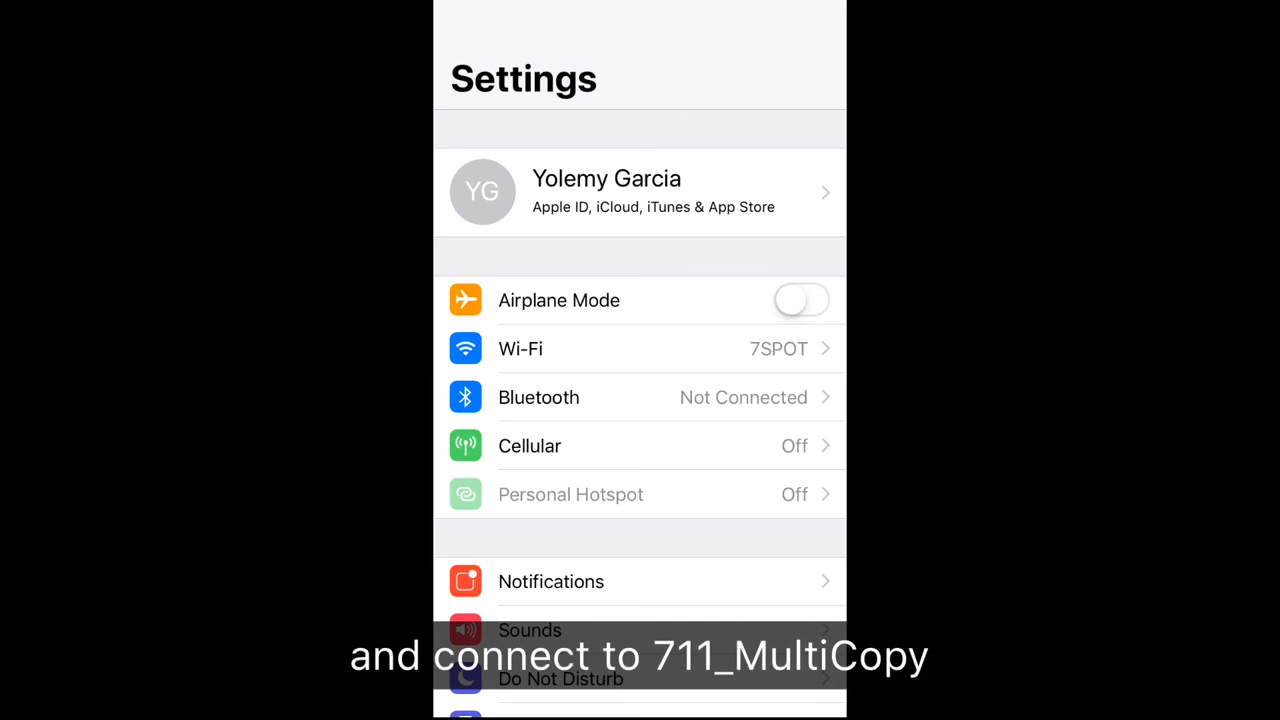 Settings
YG
Yolemy Garcia
Apple ID, iCloud, iTunes & App Store
Airplane Mode
Wi-Fi 7SPOT
Bluetooth Not Connected
Cellular Off
Personal Hotspot Off
Notifications
Sounds
and connect to 711_MultiCopy
Do Not Disturb